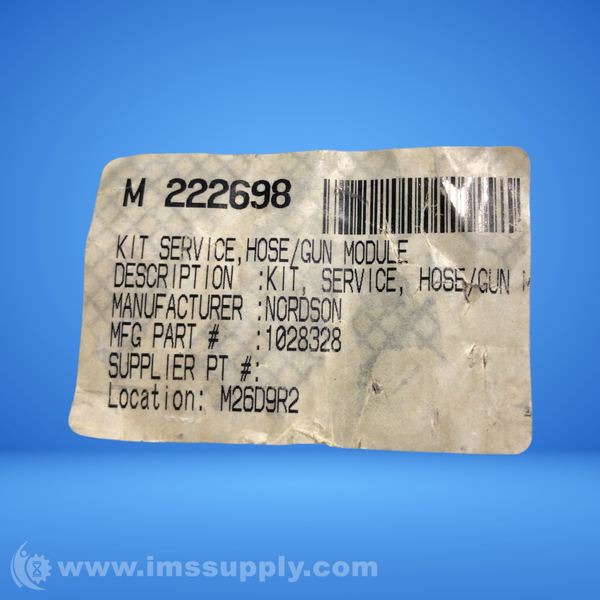 M 222698
KIT SERVICE,HOSE/GUN MODULE
DESCRIPTION :KIT, SERVICE, HOSE/GUN M
MANUFACTURER :NORDSON
MFG PART # :1028328
SUPPLIER PT #:
Location: M26D9R2
www.imssupply.com